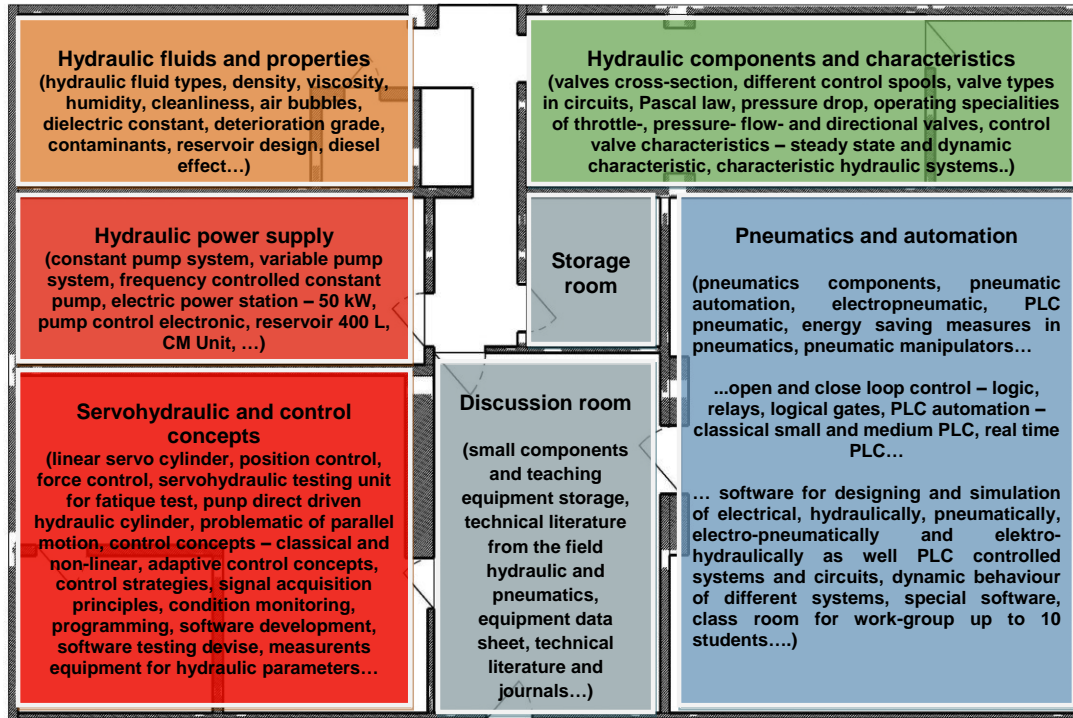 Hydraulic fluids and properties
(hydraulic fluid types, density, viscosity,
humidity, cleanliness, air bubbles,
dielectric constant, deterioration grade,
contaminants, reservoir design, diesel
effect…)
Hydraulic components and characteristics
(valves cross-section, different control spools, valve types
in circuits, Pascal law, pressure drop, operating specialities
of throttle-, pressure- flow- and directional valves, control
valve characteristics – steady state and dynamic
characteristic, characteristic hydraulic systems..)
Hydraulic power supply
(constant pump system, variable pump
system, frequency controlled constant
pump, electric power station – 50 kW,
pump control electronic, reservoir 400 L,
CM Unit, …)
Storage
room
Pneumatics and automation
(pneumatics components, pneumatic
automation, electropneumatic, PLC
pneumatic, energy saving measures in
pneumatics, pneumatic manipulators…
...open and close loop control – logic,
relays, logical gates, PLC automation –
classical small and medium PLC, real time
PLC…
… software for designing and simulation
of electrical, hydraulically, pneumatically,
electro-pneumatically and elektro-
hydraulically as well PLC controlled
systems and circuits, dynamic behaviour
of different systems, special software,
class room for work-group up to 10
students….)
Servohydraulic and control
concepts
(linear servo cylinder, position control,
force control, servohydraulic testing unit
for fatique test, pump direct driven
hydraulic cylinder, problematic of parallel
motion, control concepts – classical and
non-linear, adaptive control concepts,
control strategies, signal acquisition
principles, condition monitoring,
programming, software development,
software testing devise, measurents
equipment for hydraulic parameters…
Discussion room
(small components
and teaching
equipment storage,
technical literature
from the field
hydraulic and
pneumatics,
equipment data
sheet, technical
literature and
journals…)